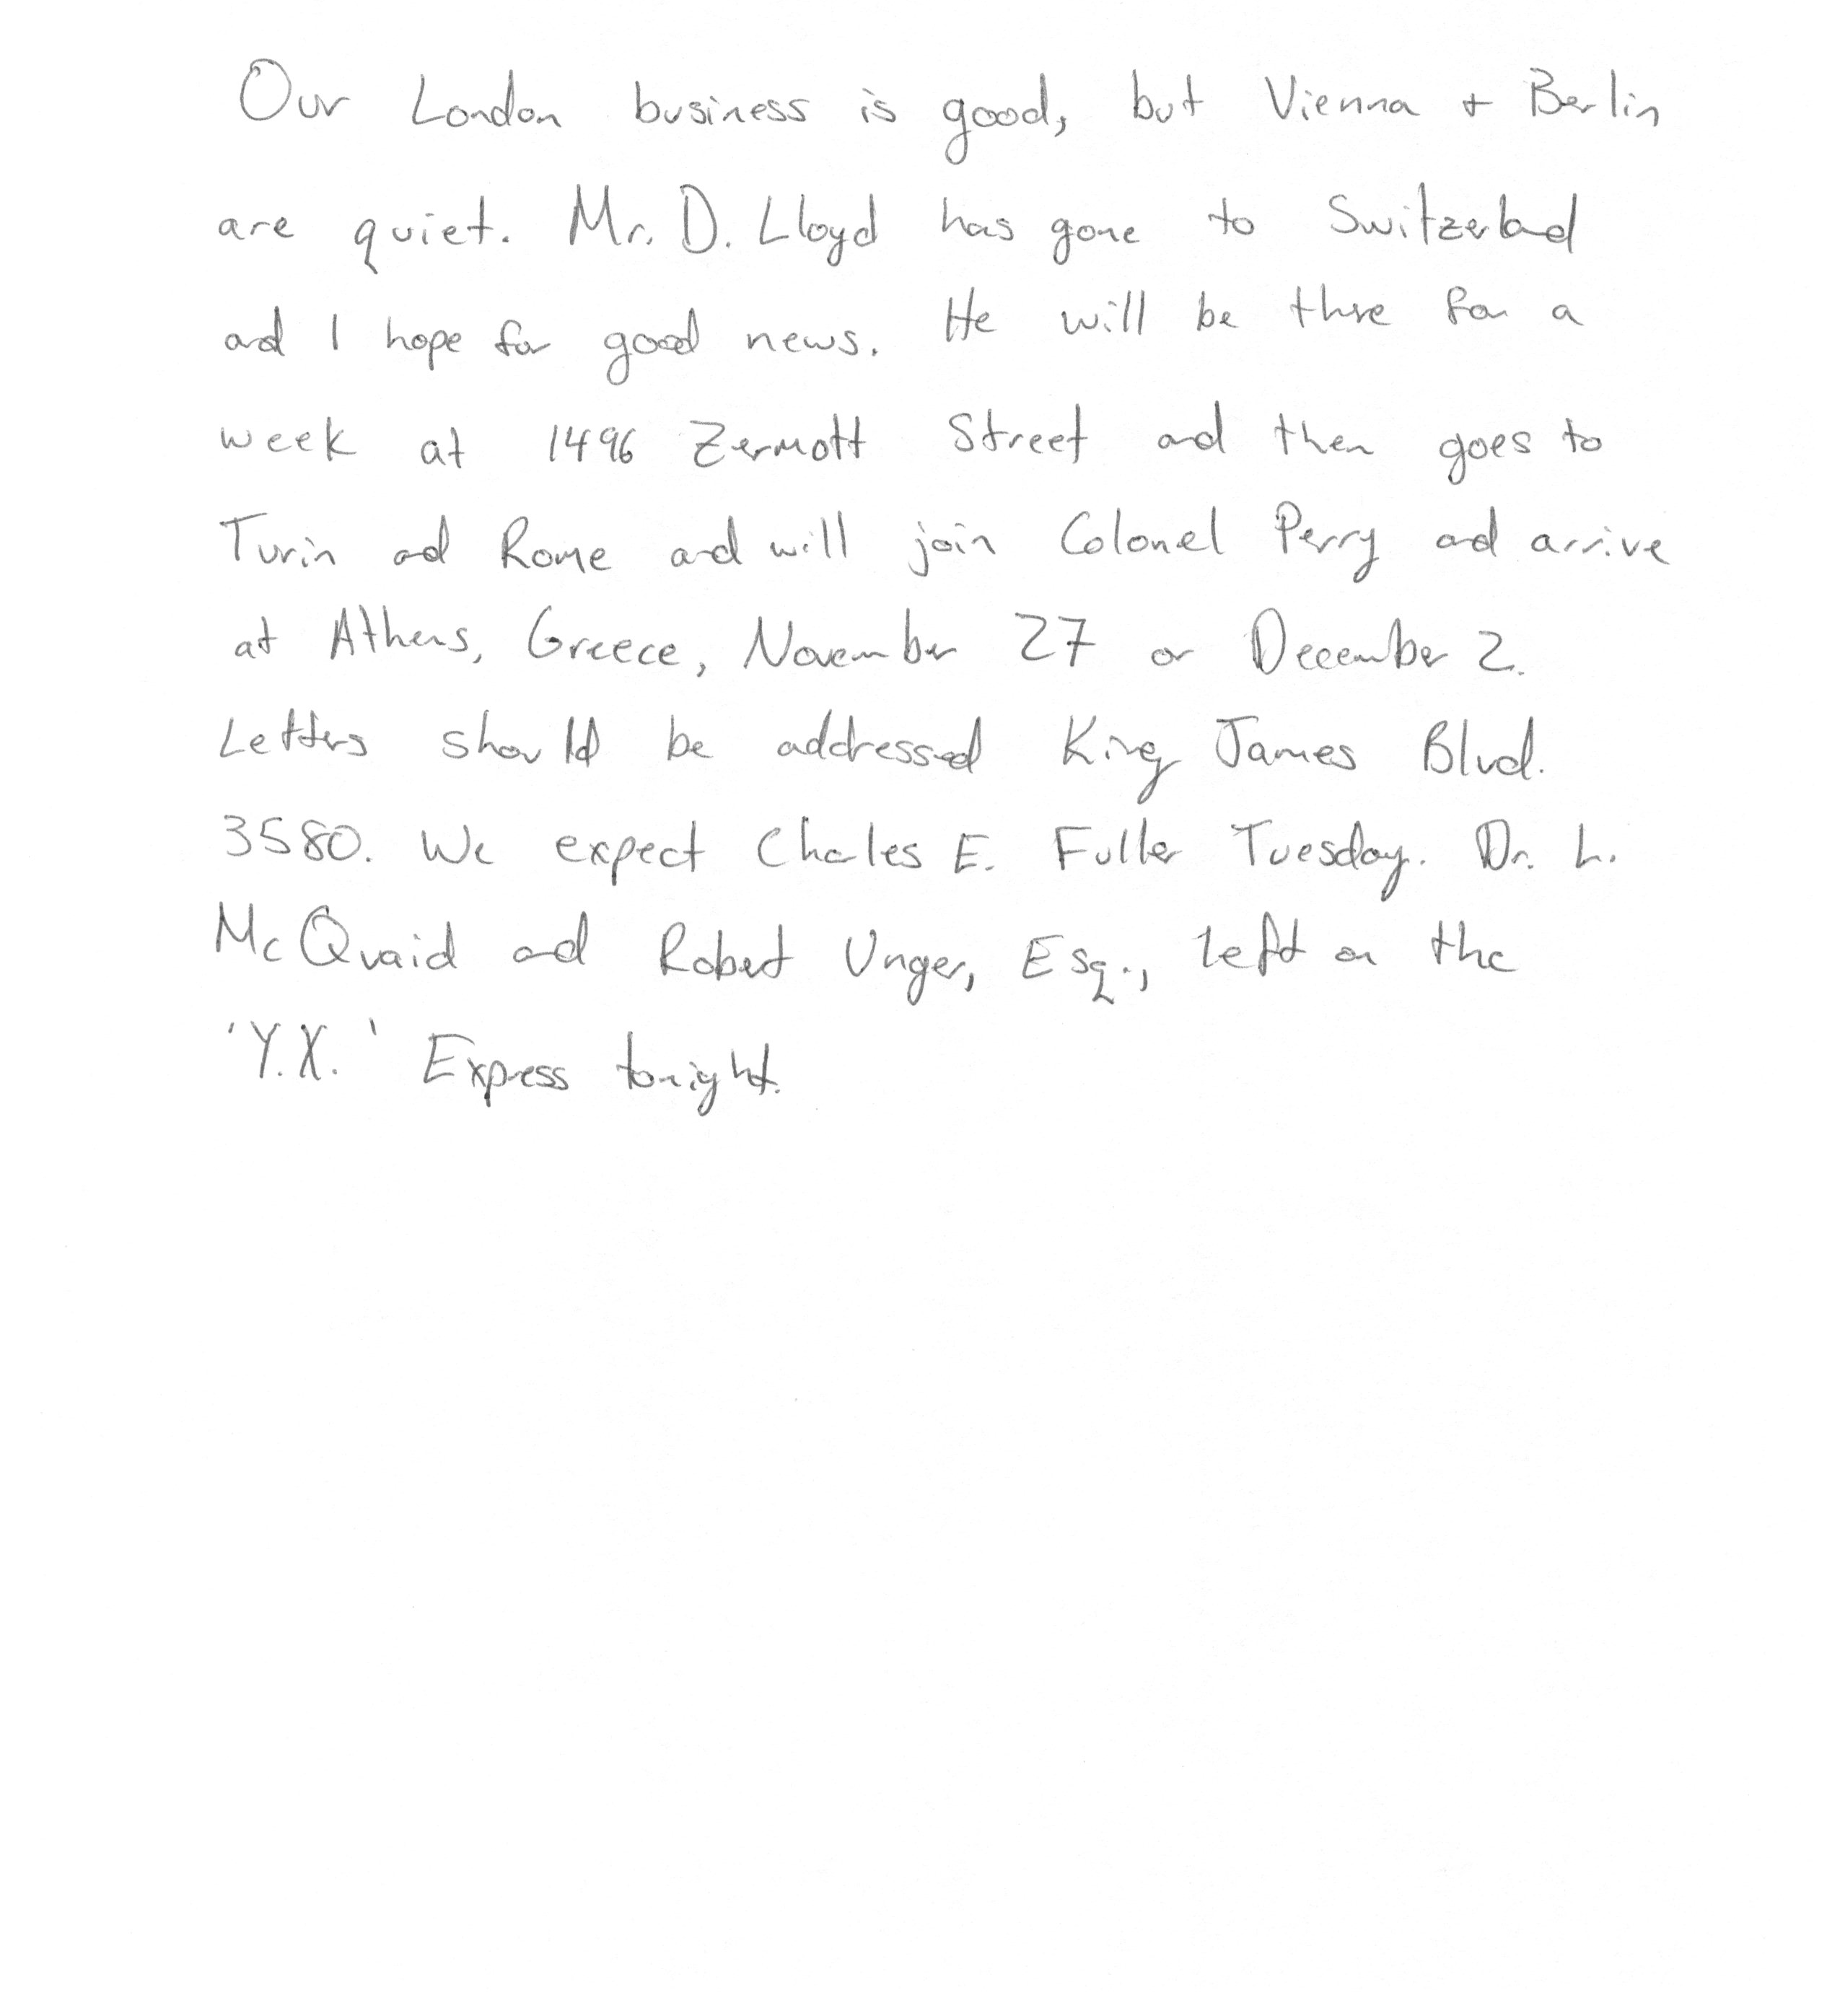 Our London business is good, but Vienna + Berlin
are quiet. Mr. D. Lloyd has gone to Switzerland
and I hope for good news. He will be there for a
week at 1496 Zermott Street and then goes to
Turin and Rome and will join Colonel Perry and arrive
at Athens, Greece, November 27 or December 2.
Letters should be addressed King James Blvd.
3580. We expect Charles E. Fuller Tuesday. Dr. L.
McQuaid and Robert Unger, Esq., left on the
'Y.X.' Express tonight.